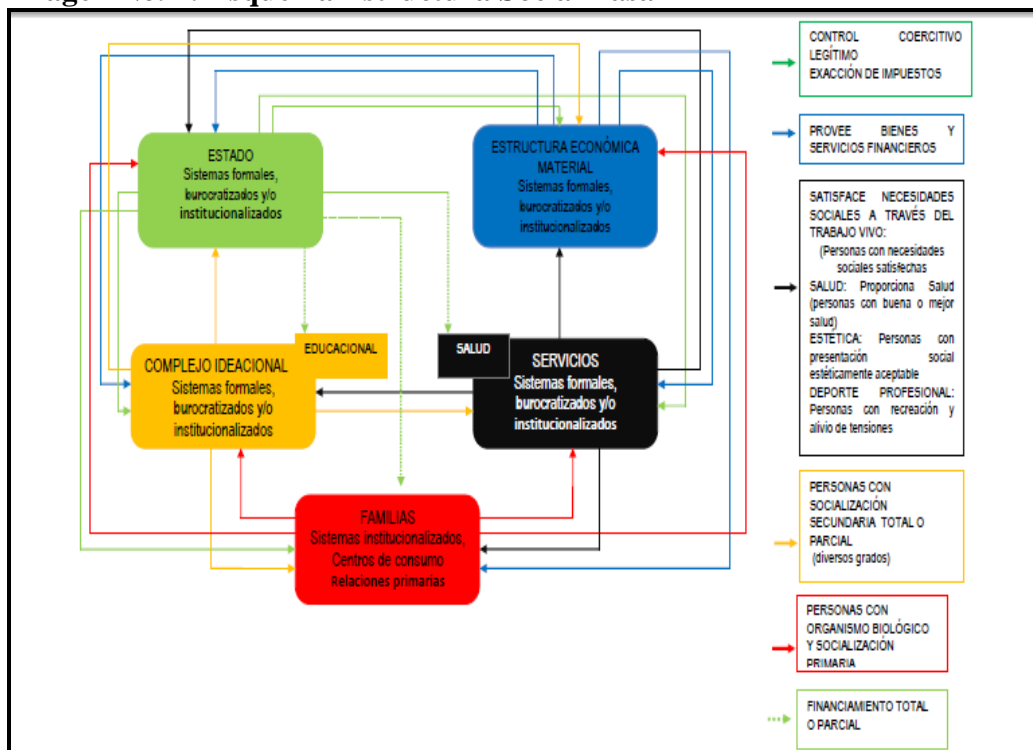 ESTADO
Sistemas formales,
burocratizados y/o
institucionalizados
ESTRUCTURA ECONÓMICA
MATERIAL
Sistemas formales,
burocratizados y/o
institucionalizados
EDUCACIONAL
COMPLEJO IDEACIONAL
Sistemas formales,
burocratizados y/o
institucionalizados
SALUD
SERVICIOS
Sistemas formales,
burocratizados y/o
institucionalizados
FAMILIAS
Sistemas institucionalizados,
Centros de consumo
Relaciones primarias
CONTROL COERCITIVO
LEGÍTIMO
EXACCIÓN DE IMPUESTOS
PROVEE BIENES Y
SERVICIOS FINANCIEROS
SATISFACE NECESIDADES
SOCIALES A TRAVÉS DEL
TRABAJO VIVO:
(Personas con necesidades
sociales satisfechas
SALUD: Proporciona Salud
(personas con buena o mejor
salud)
ESTÉTICA: Personas con
presentación social
estéticamente aceptable
DEPORTE PROFESIONAL:
Personas con recreación y
alivio de tensiones
PERSONAS CON
SOCIALIZACIÓN
SECUNDARIA TOTAL O
PARCIAL
(diversos grados)
PERSONAS CON
ORGANISMO BIOLÓGICO
Y SOCIALIZACIÓN
PRIMARIA
FINANCIAMIENTO TOTAL
O PARCIAL